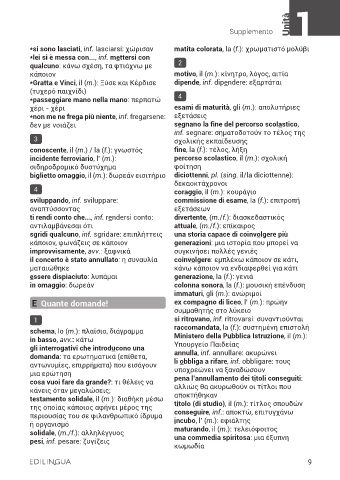 Supplemento
Unità 1
•si sono lasciati, inf. lasciarsi: χώρισαν
•lei si è messa con..., inf. mettersi con
qualcuno: κάνω σχέση, τα φτιάχνω με
κάποιον
•Gratta e Vinci, il (m.): Ξύσε και Κέρδισε
(τυχερό παιχνίδι)
•passeggiare mano nella mano: περπατώ
χέρι – χέρι
•non me ne frega più niente, inf. fregarsene:
δεν με νοιάζει
3
conoscente, il (m.) / la (f.): γνωστός
incidente ferroviario, l' (m.):
σιδηροδρομικό δυστύχημα
biglietto omaggio, il (m.): δωρεάν εισιτήριο
4
sviluppando, inf. sviluppare:
αναπτύσσοντας
ti rendi conto che..., inf. rendersi conto:
αντιλαμβάνεσαι ότι
sgridi qualcuno, inf. sgridare: επιπλήττεις
κάποιον, φωνάζεις σε κάποιον
improvvisamente, avv.: ξαφνικά
il concerto è stato annullato: η συναυλία
ματαιώθηκε
essere dispiaciuto: λυπάμαι
in omaggio: δωρεάν
E Quante domande!
1
schema, lo (m.): πλαίσιο, διάγραμμα
in basso, avv.: κάτω
gli interrogativi che introducono una
domanda: τα ερωτηματικά (επίθετα,
αντωνυμίες, επιρρήματα) που εισάγουν
μια ερώτηση
cosa vuoi fare da grande?: τι θέλεις να
κάνεις όταν μεγαλώσεις;
testamento solidale, il (m.): διαθήκη μέσω
της οποίας κάποιος αφήνει μέρος της
περιουσίας του σε φιλανθρωπικό ίδρυμα
ή οργανισμό
solidale, (m./f.): αλληλέγγυος
pesi, inf. pesare: ζυγίζεις
matita colorata, la (f.): χρωματιστό μολύβι
2
motivo, il (m.): κίνητρο, λόγος, αιτία
dipende, inf. dipendere: εξαρτάται
4
esami di maturità, gli (m.): απολυτήριες
εξετάσεις
segnano la fine del percorso scolastico,
inf. segnare: σηματοδοτούν το τέλος της
σχολικής εκπαίδευσης
fine, la (f.): τέλος, λήξη
percorso scolastico, il (m.): σχολική
φοίτηση
diciottenni, pl. (sing. il/la diciottenne):
δεκαοκτάχρονοι
coraggio, il (m.): κουράγιο
commissione di esame, la (f.): επιτροπή
εξετάσεων
divertente, (m./f.): διασκεδαστικός
attuale, (m./f.): επίκαιρος
una storia capace di coinvolgere più
generazioni: μια ιστορία που μπορεί να
συγκινήσει πολλές γενιές
coinvolgere: εμπλέκω κάποιον σε κάτι,
κάνω κάποιον να ενδιαφερθεί για κάτι
generazione, la (f.): γενιά
colonna sonora, la (f.): μουσική επένδυση
immaturi, gli (m.): ανώριμοι
ex compagno di liceo, l' (m.): πρώην
συμμαθητής στο λύκειο
si ritrovano, inf. ritrovarsi: συναντιούνται
raccomandata, la (f.): συστημένη επιστολή
Ministero della Pubblica Istruzione, il (m.):
Υπουργείο Παιδείας
annulla, inf. annullare: ακυρώνει
li obbliga a rifare, inf. obbligare: τους
υποχρεώνει να ξαναδώσουν
pena l'annullamento dei titoli conseguiti:
αλλιώς θα ακυρωθούν οι τίτλοι που
αποκτήθηκαν
titolo (di studio), il (m.): τίτλος σπουδών
conseguire, inf.: αποκτώ, επιτυγχάνω
incubo, l' (m.): εφιάλτης
maturando, il (m.): τελειόφοιτος
una commedia spiritosa: μια έξυπνη
κωμωδία
EDILINGUA
9